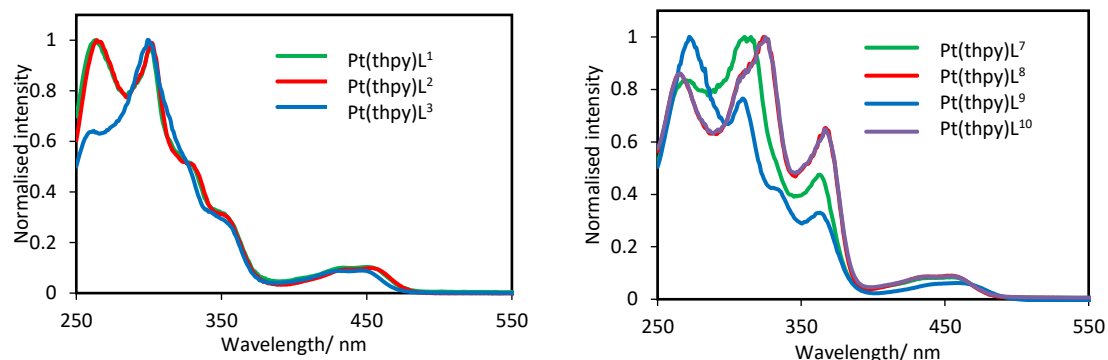 Normalised intensity
1
0.8
0.6
0.4
0.2
0
250
350
450
550
Wavelength/ nm
Pt(thpy)L¹
Pt(thpy)L²
Pt(thpy)L³
Normalised intensity
1
0.8
0.6
0.4
0.2
0
250
350
450
550
Wavelength/ nm
Pt(thpy)L⁷
Pt(thpy)L⁸
Pt(thpy)L⁹
Pt(thpy)L¹⁰